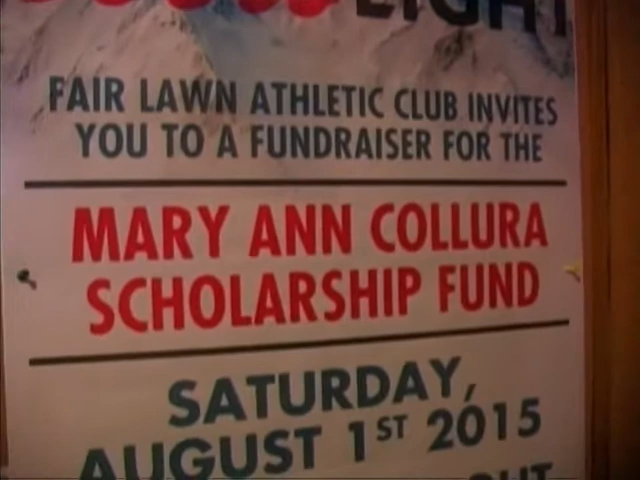 LIGHT
FAIR LAWN ATHLETIC CLUB INVITES
YOU TO A FUNDRAISER FOR THE
MARY ANN COLLURA
SCHOLARSHIP FUND
SATURDAY,
AUGUST 1ST 2015